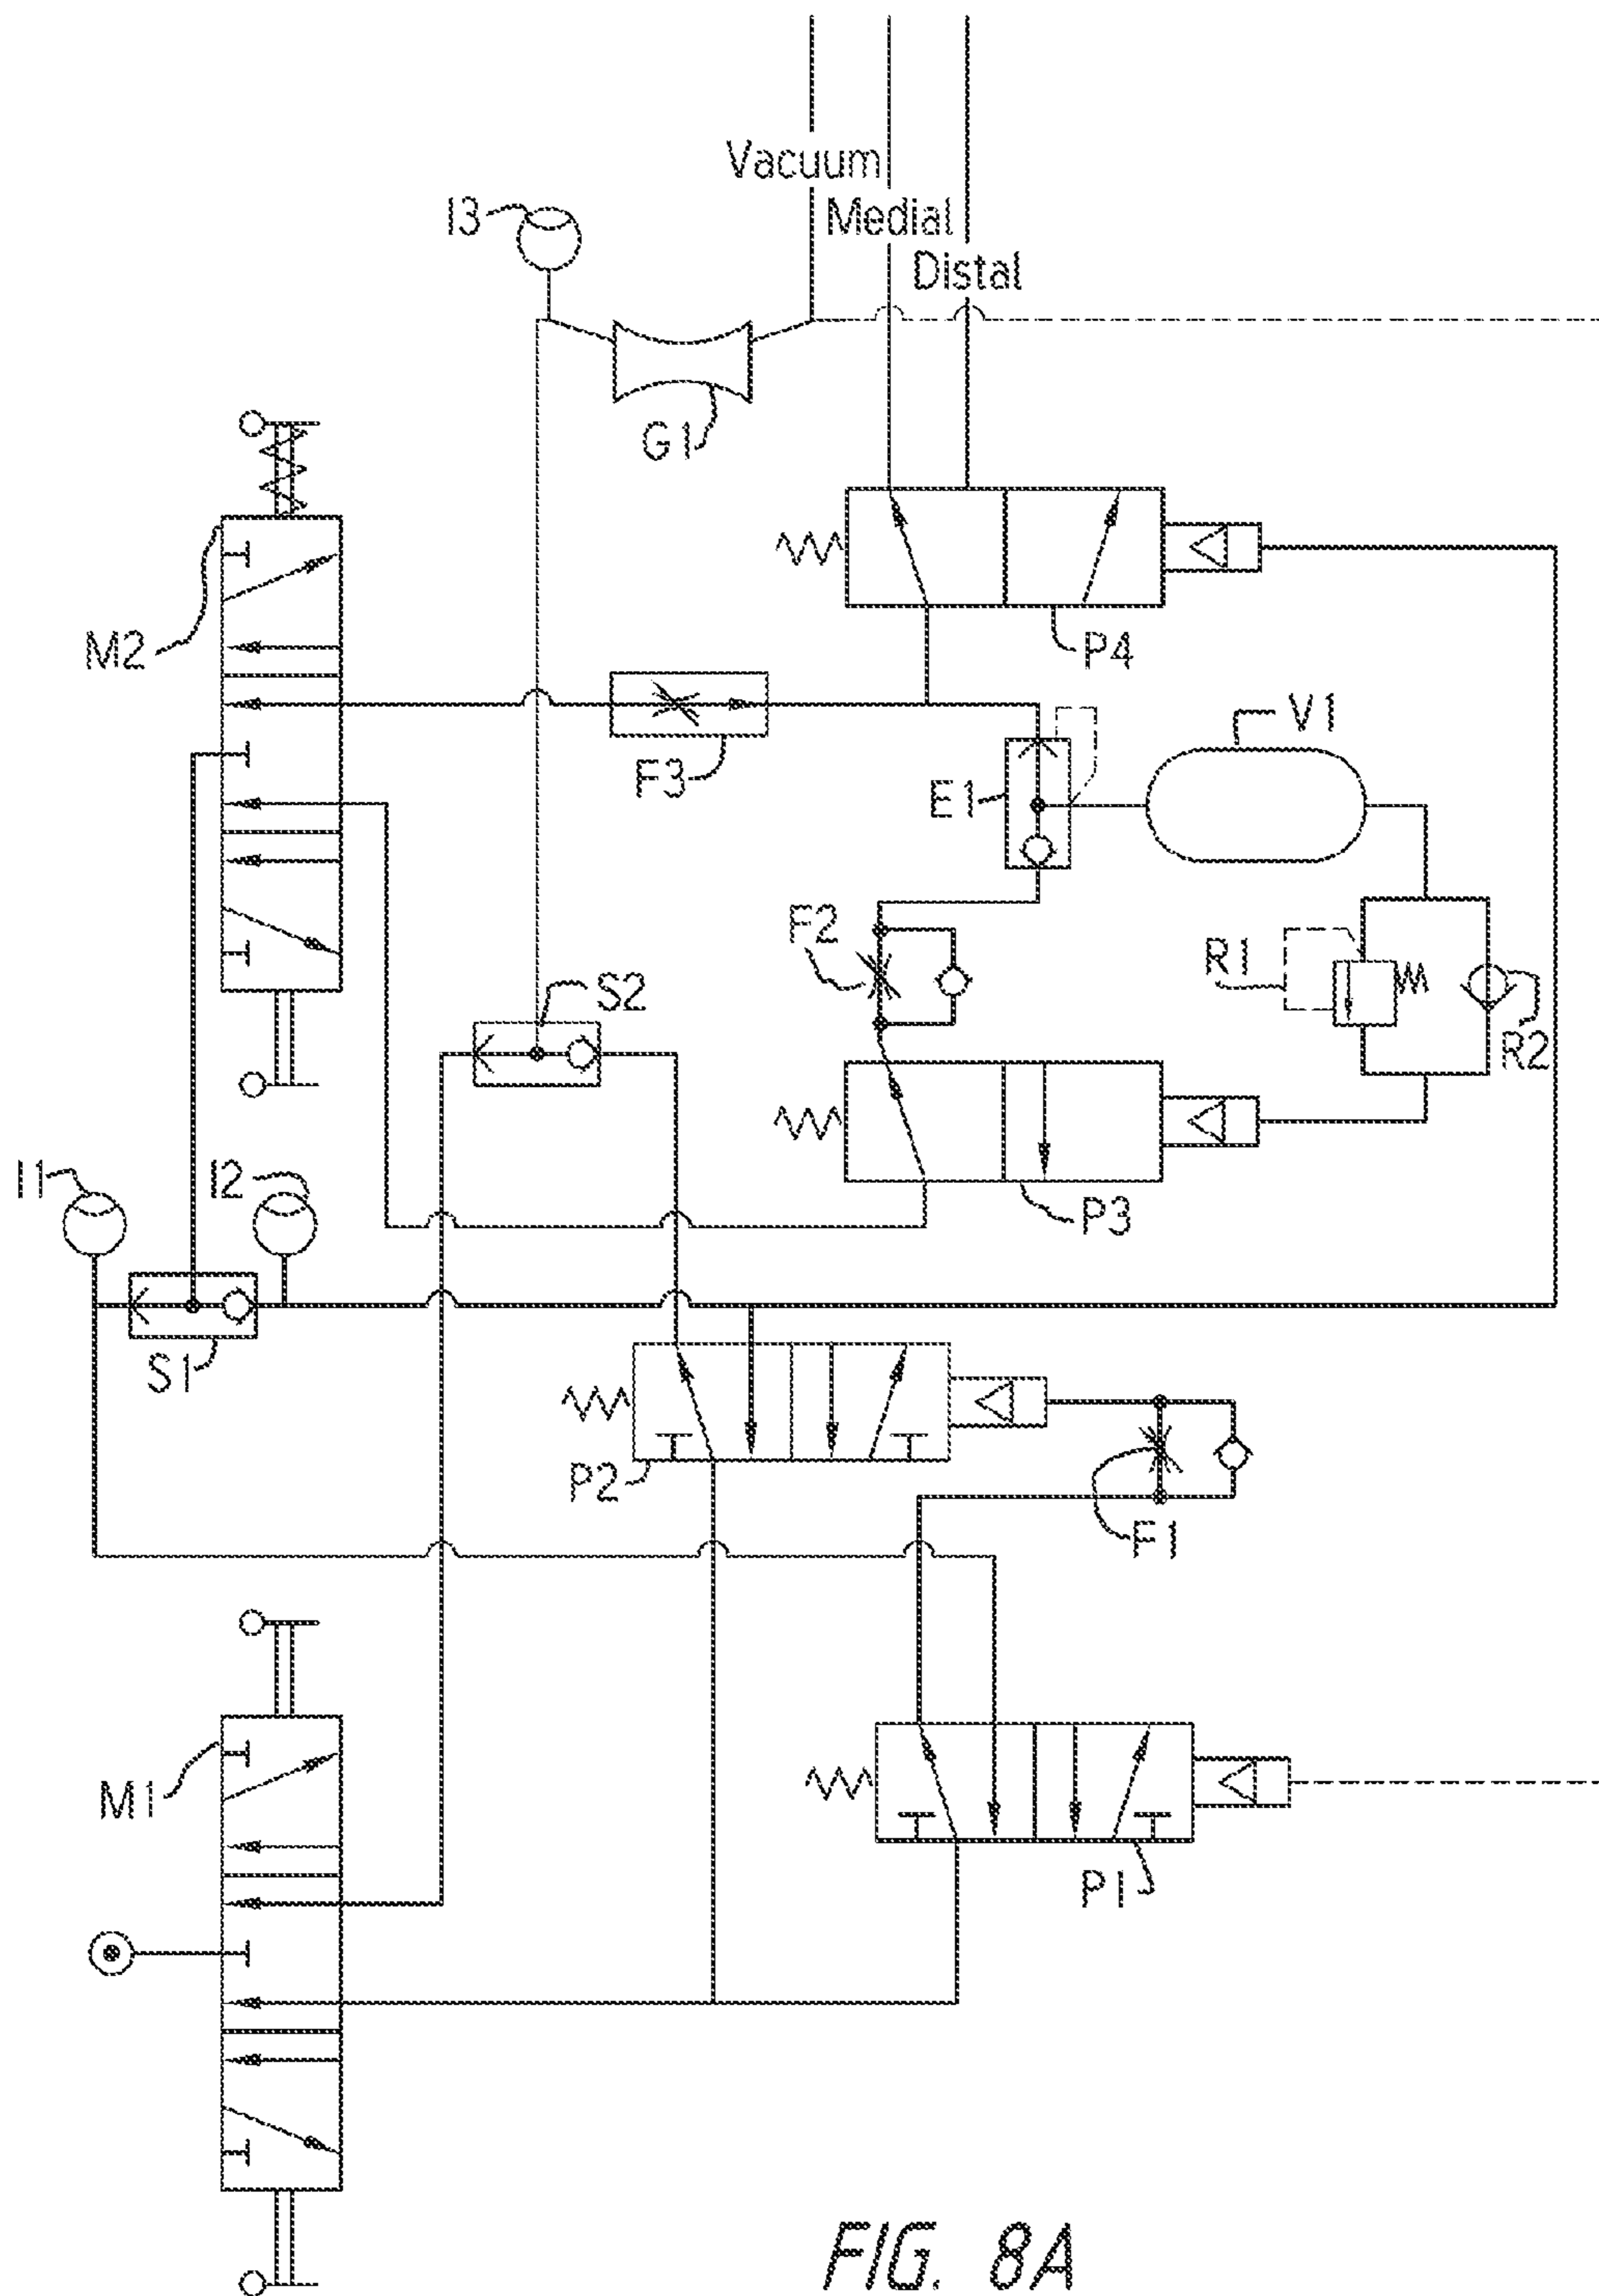 Vacuum
I3
Medial
Distal
G1
M2
P4
V1
F3
E1
F2
R1
S2
R2
I1
I2
P3
S1
P2
F1
M1
P1
FIG. 8A